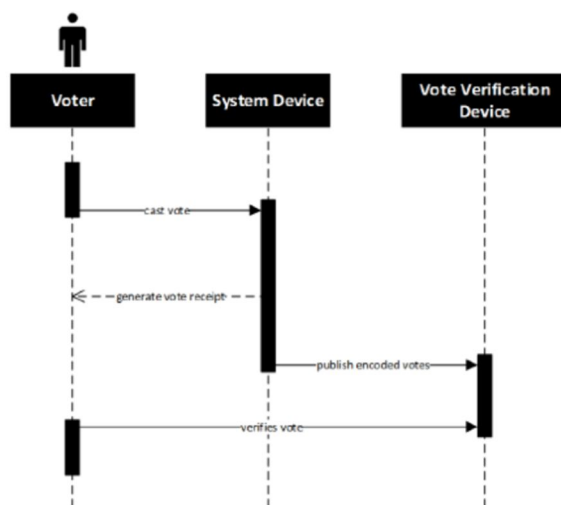 Voter
System Device
Vote Verification
Device
cast vote
generate vote receipt
publish encoded votes
verifies vote